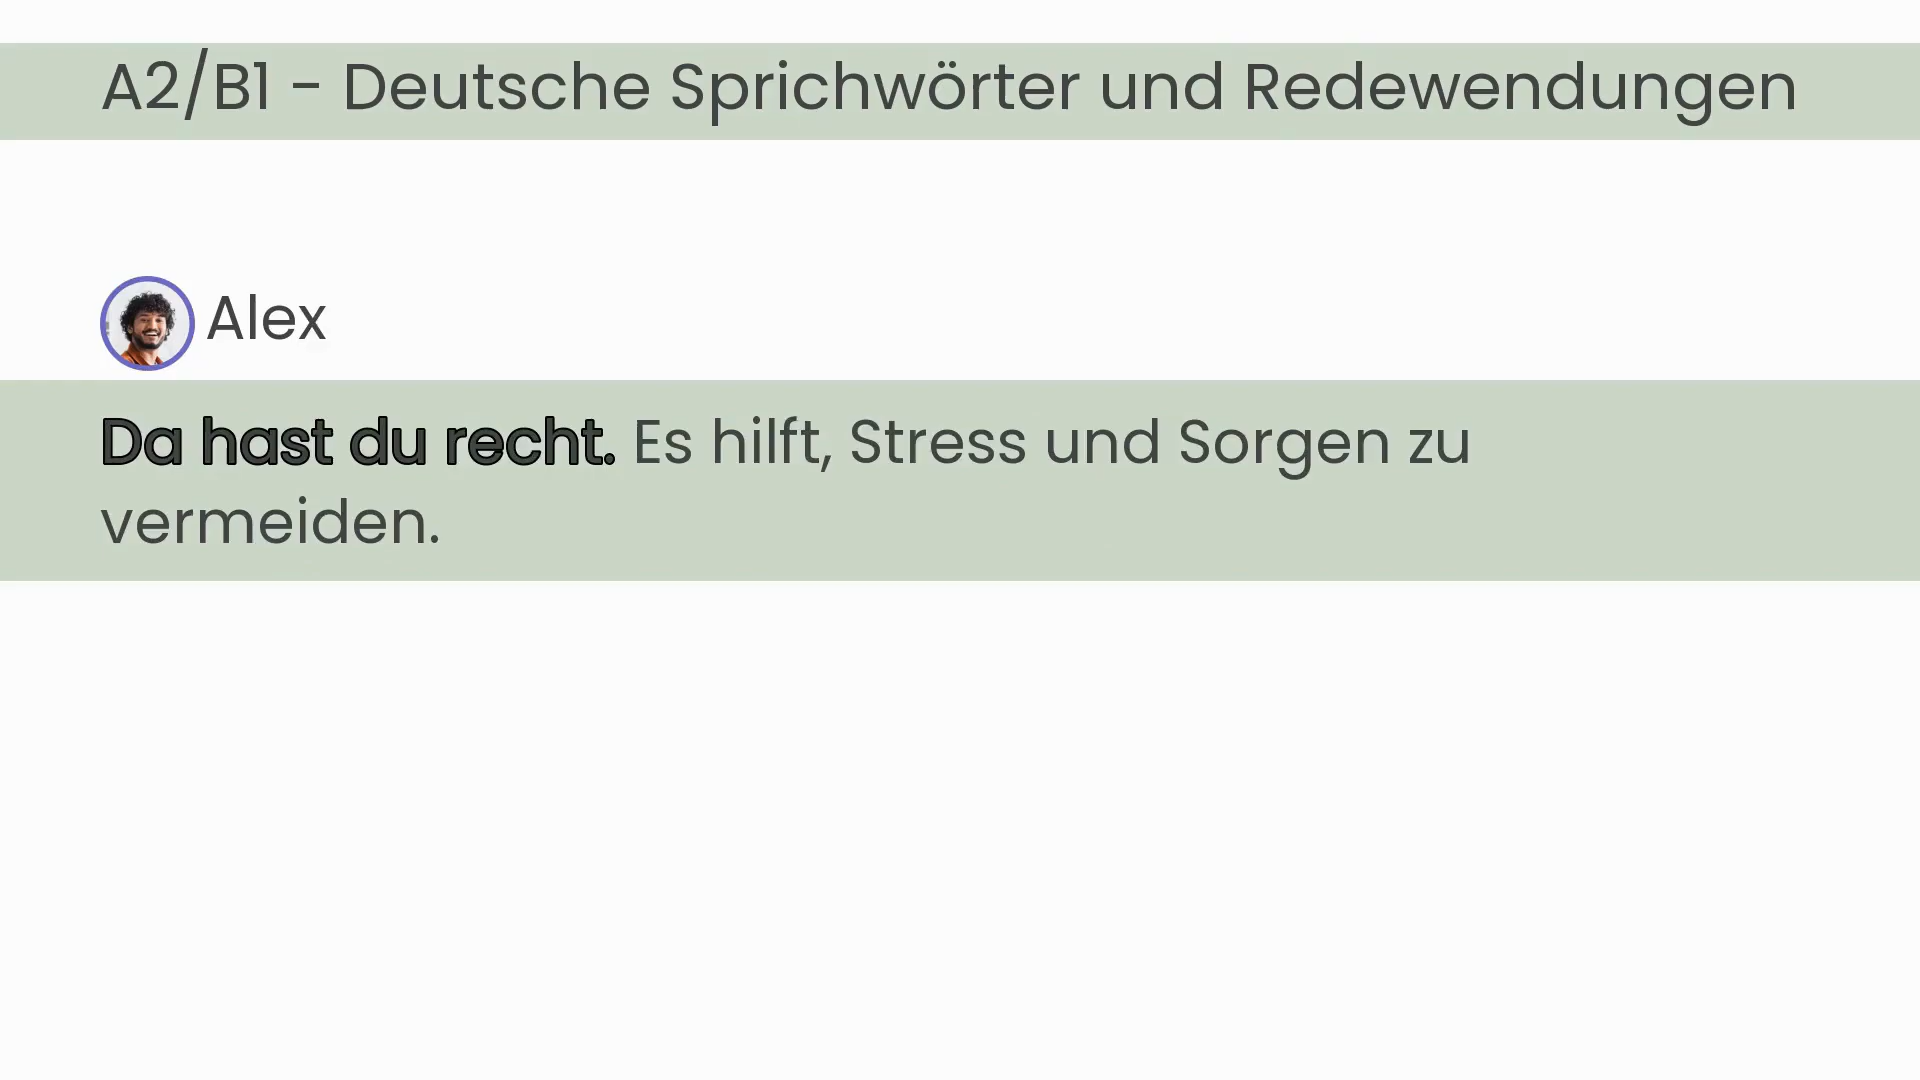 A2/B1 - Deutsche Sprichwörter und Redewendungen
Alex
Da hast du recht. Es hilft, Stress und Sorgen zu
vermeiden.